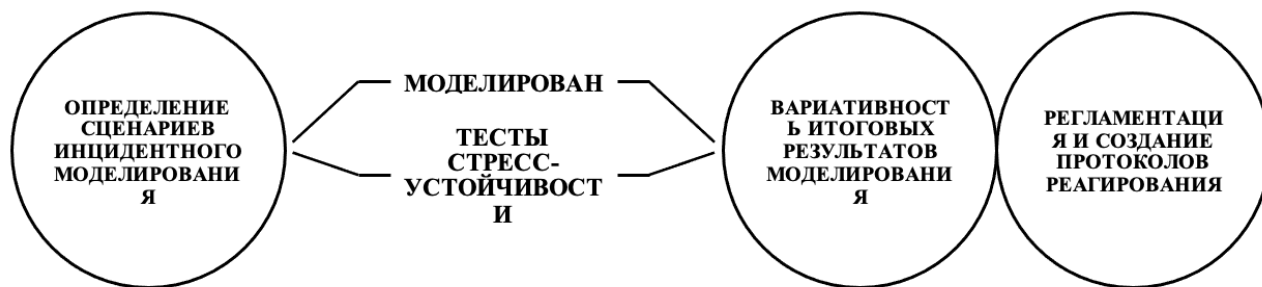 ОПРЕДЕЛЕНИЕ
СЦЕНАРИЕВ
ИНЦИДЕНТНОГО
МОДЕЛИРОВАНИ
Я
МОДЕЛИРОВАН
ТЕСТЫ
СТРЕСС-
УСТОЙЧИВОСТ
И
ВАРИАТИВНОСТ
Ь ИТОГОВЫХ
РЕЗУЛЬТАТОВ
МОДЕЛИРОВАНИ
Я
РЕГЛАМЕНТАЦИ
Я И СОЗДАНИЕ
ПРОТОКОЛОВ
РЕАГИРОВАНИЯ